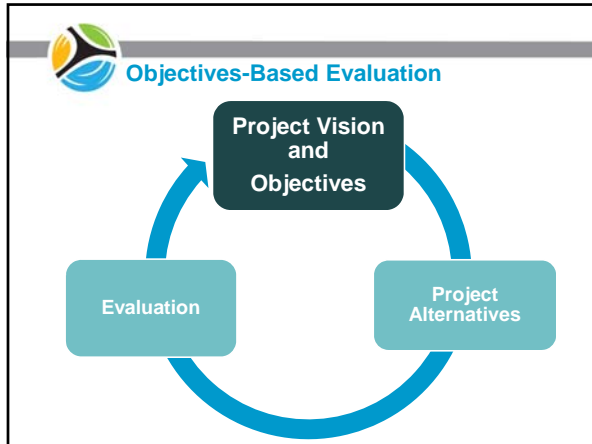 Objectives-Based Evaluation
Project Vision
and
Objectives
Project
Alternatives
Evaluation